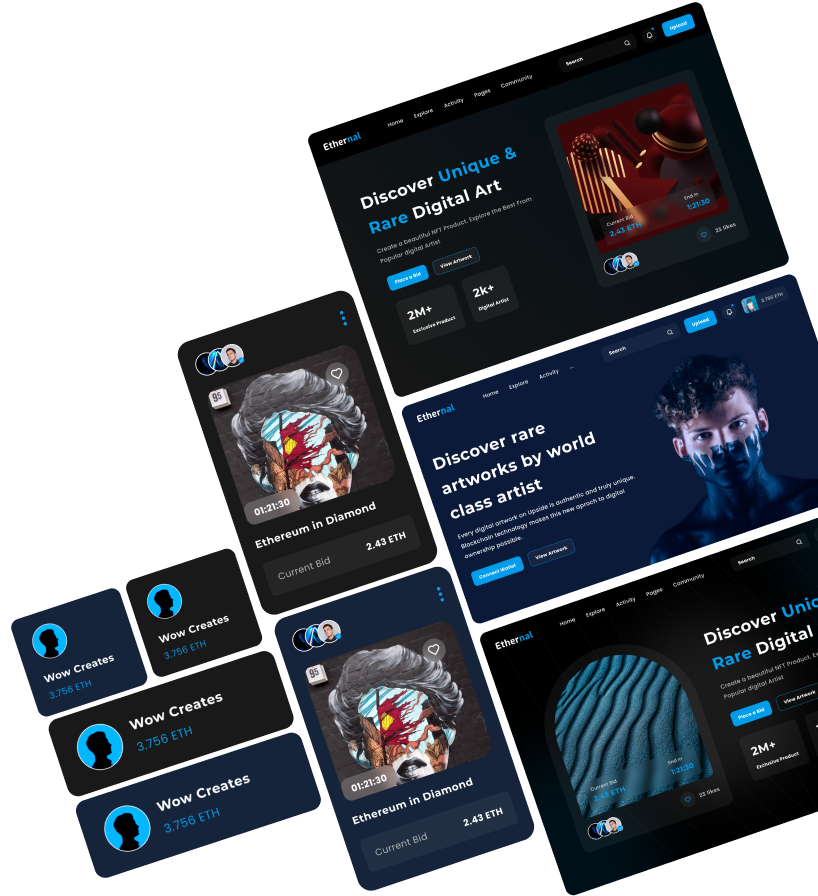 Ethernal
Home
Explore
Activity
Pages
Community
Search
Upload
Discover Unique &
Rare Digital Art
Create a beautiful NFT Product. Explore the Best From
Popular digital Artist
Place a Bid
View Artwork
2M+
Exclusive Product
2k+
Digital Artist
Current Bid
2.43 ETH
End in
1:21:30
23 likes
Ethernal
Home
Explore
Activity
...
Search
Upload
3.756 ETH
Discover rare
artworks by world
class artist
Every digital artwork on Upside is authentic and truly unique.
Blockchain technology makes this new aproch to digital
ownership possible.
Connect Wallet
View Artwork
Ethernal
Home
Explore
Activity
Pages
Community
Search
Discover
Rare Digital
Create a beautiful NFT Product.
Popular digital Artist
Place a Bid
View Artwork
2M+
Exclusive Product
Current Bid
2.43 ETH
End in
1:21:30
23 likes
95
01:21:30
Ethereum in Diamond
Current Bid
2.43 ETH
95
01:21:30
Ethereum in Diamond
Current Bid
2.43 ETH
Wow Creates
3.756 ETH
Wow Creates
3.756 ETH
Wow Creates
3.756 ETH
Wow Creates
3.756 ETH